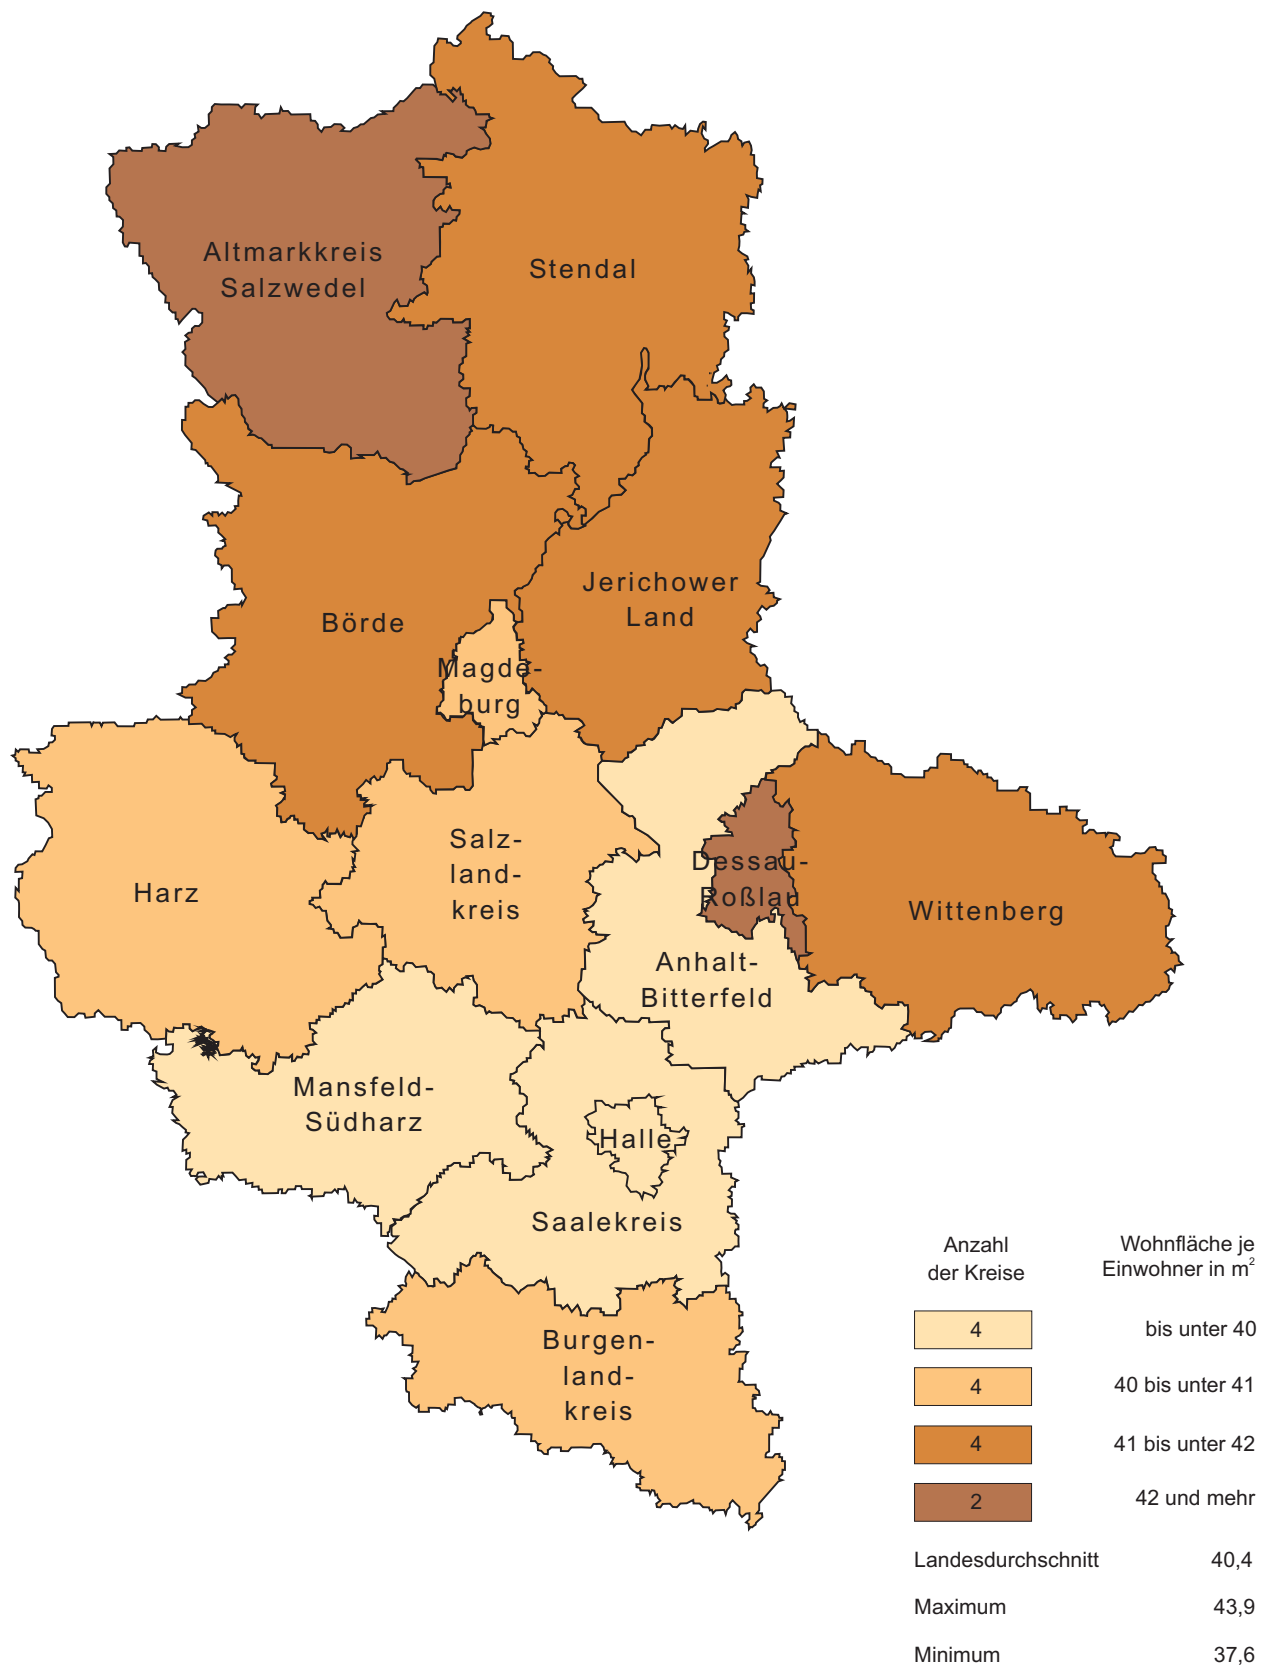 Altmarkkreis
Salzwedel
Stendal
Jerichower
Land
Börde
Magde-
burg
Salz-
land-
kreis
Harz
Dessau-
Roßlau
Wittenberg
Anhalt-
Bitterfeld
Mansfeld-
Südharz
Halle
Saalekreis
Burgen-
land-
kreis
Anzahl
der Kreise
Wohnfläche je
Einwohner in m²
4 bis unter 40
4 40 bis unter 41
4 41 bis unter 42
2 42 und mehr
Landesdurchschnitt 40,4
Maximum 43,9
Minimum 37,6